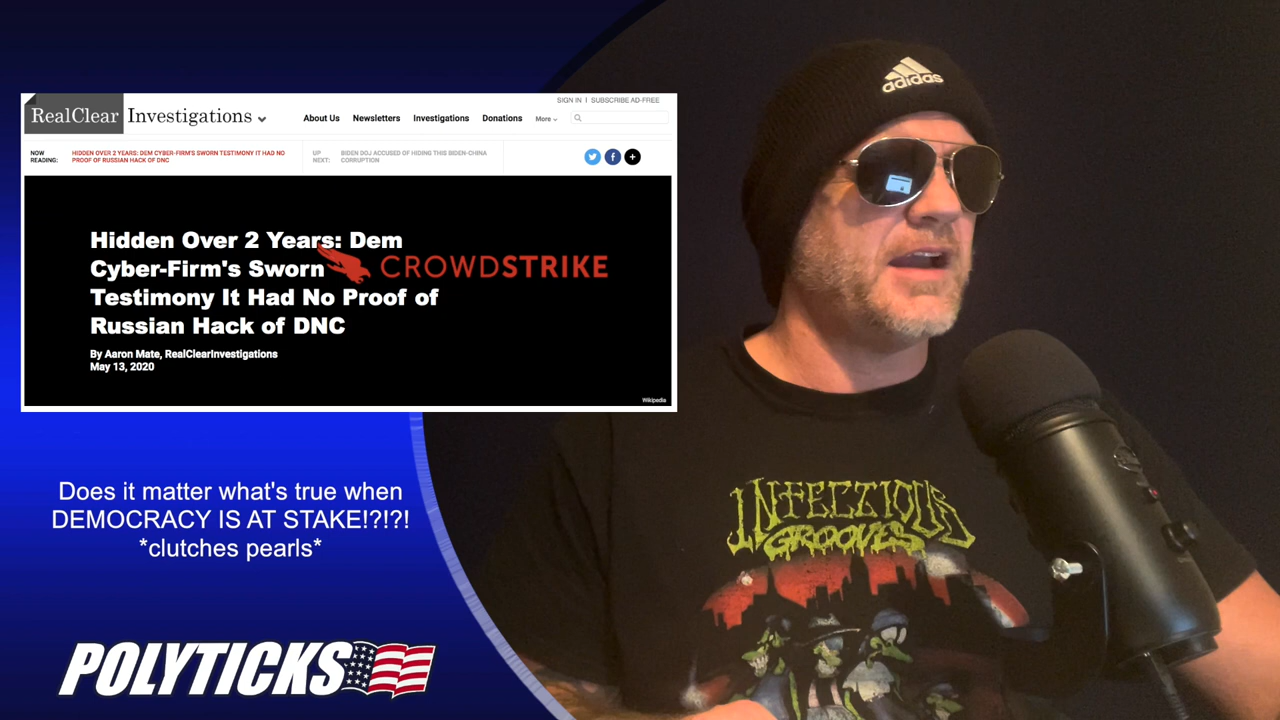 RealClear Investigations
SIGN IN | SUBSCRIBE AD-FREE
About Us Newsletters Investigations Donations More
NOW READING:
HIDDEN OVER 2 YEARS: DEM CYBER-FIRM'S SWORN TESTIMONY IT HAD NO
PROOF OF RUSSIAN HACK OF DNC
UP NEXT:
BIDEN DOJ ACCUSED OF HIDING THIS BIDEN-CHINA
CORRUPTION
Hidden Over 2 Years: Dem
Cyber-Firm's Sworn
Testimony It Had No Proof of
Russian Hack of DNC
CROWDSTRIKE
By Aaron Mate, RealClearInvestigations
May 13, 2020
Wikipedia
Does it matter what's true when
DEMOCRACY IS AT STAKE!?!?!
*clutches pearls*
POLYTICKS
adidas
INFECTIOUS
GROOVES